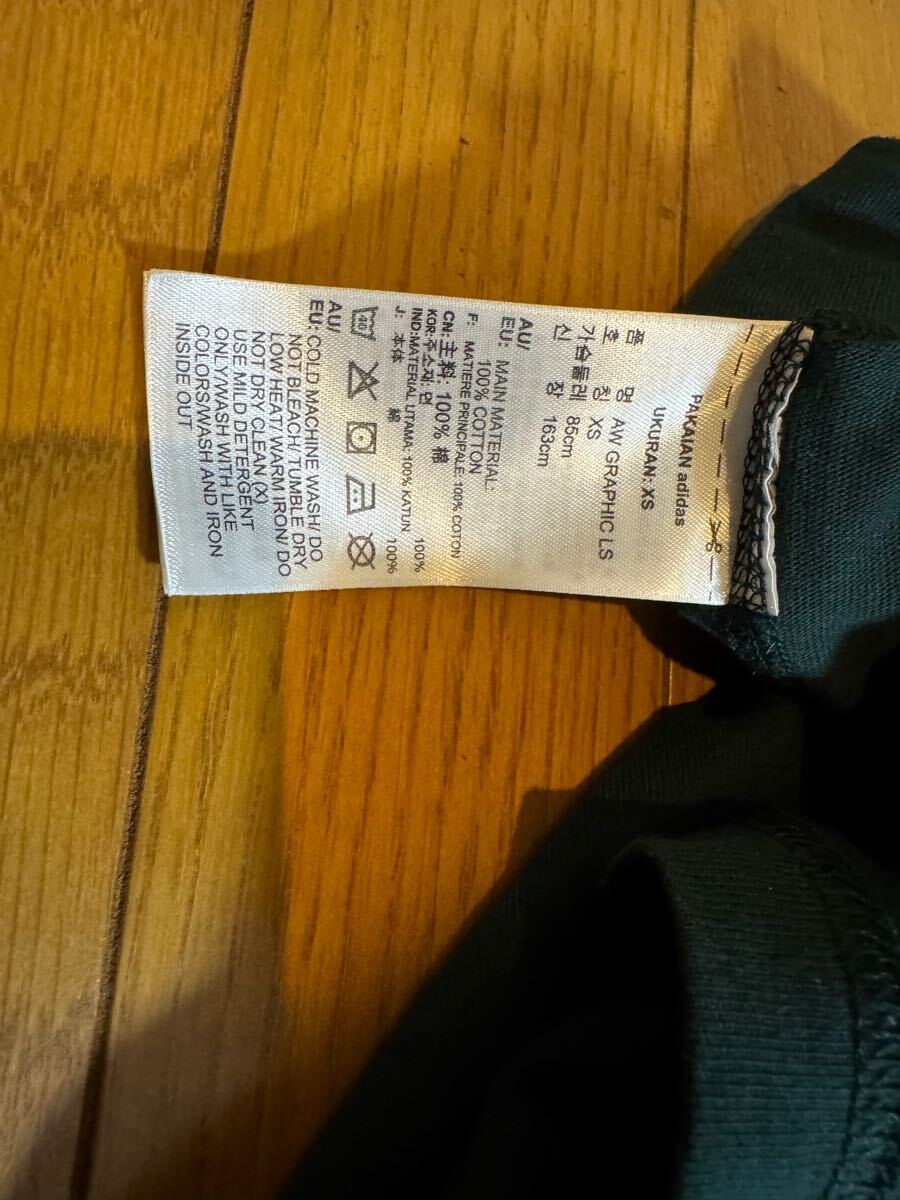 PAKAIAN adidas
UKURAN: XS
품 명 AW GRAPHIC LS
호 칭 XS
가슴둘레 86cm
신 장 163cm
AU/
EU: MAIN MATERIAL:
100% COTTON
F: MATIERE PRINCIPALE: 100% COTON
CN: 主料: 100% 棉
KOR: 주소재: 면 100%
IND:MATERIAL UTAMA: 100% KATUN
J: 本体 綿 100%
40
AU/
EU: COLD MACHINE WASH/ DO
NOT BLEACH/ TUMBLE DRY
LOW HEAT/ WARM IRON/ DO
NOT DRY CLEAN (X)
USE MILD DETERGENT
ONLY/WASH WITH LIKE
COLORS/WASH AND IRON
INSIDE OUT